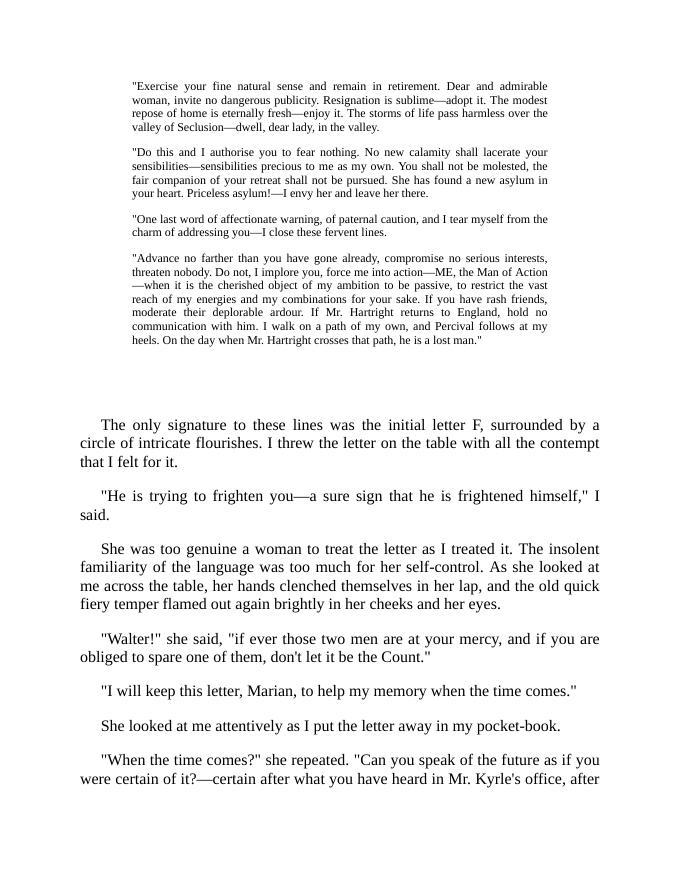 "Exercise your fine natural sense and remain in retirement. Dear and admirable
woman, invite no dangerous publicity. Resignation is sublime—adopt it. The modest
repose of home is eternally fresh—enjoy it. The storms of life pass harmless over the
valley of Seclusion—dwell, dear lady, in the valley.
"Do this and I authorise you to fear nothing. No new calamity shall lacerate your
sensibilities—sensibilities precious to me as my own. You shall not be molested, the
fair companion of your retreat shall not be pursued. She has found a new asylum in
your heart. Priceless asylum!—I envy her and leave her there.
"One last word of affectionate warning, of paternal caution, and I tear myself from the
charm of addressing you—I close these fervent lines.
"Advance no farther than you have gone already, compromise no serious interests,
threaten nobody. Do not, I implore you, force me into action—ME, the Man of Action
—when it is the cherished object of my ambition to be passive, to restrict the vast
reach of my energies and my combinations for your sake. If you have rash friends,
moderate their deplorable ardour. If Mr. Hartright returns to England, hold no
communication with him. I walk on a path of my own, and Percival follows at my
heels. On the day when Mr. Hartright crosses that path, he is a lost man."
The only signature to these lines was the initial letter F, surrounded by a
circle of intricate flourishes. I threw the letter on the table with all the contempt
that I felt for it.
"He is trying to frighten you—a sure sign that he is frightened himself," I
said.
She was too genuine a woman to treat the letter as I treated it. The insolent
familiarity of the language was too much for her self-control. As she looked at
me across the table, her hands clenched themselves in her lap, and the old quick
fiery temper flamed out again brightly in her cheeks and her eyes.
"Walter!" she said, "if ever those two men are at your mercy, and if you are
obliged to spare one of them, don't let it be the Count."
"I will keep this letter, Marian, to help my memory when the time comes."
She looked at me attentively as I put the letter away in my pocket-book.
"When the time comes?" she repeated. "Can you speak of the future as if you
were certain of it?—certain after what you have heard in Mr. Kyrle's office, after